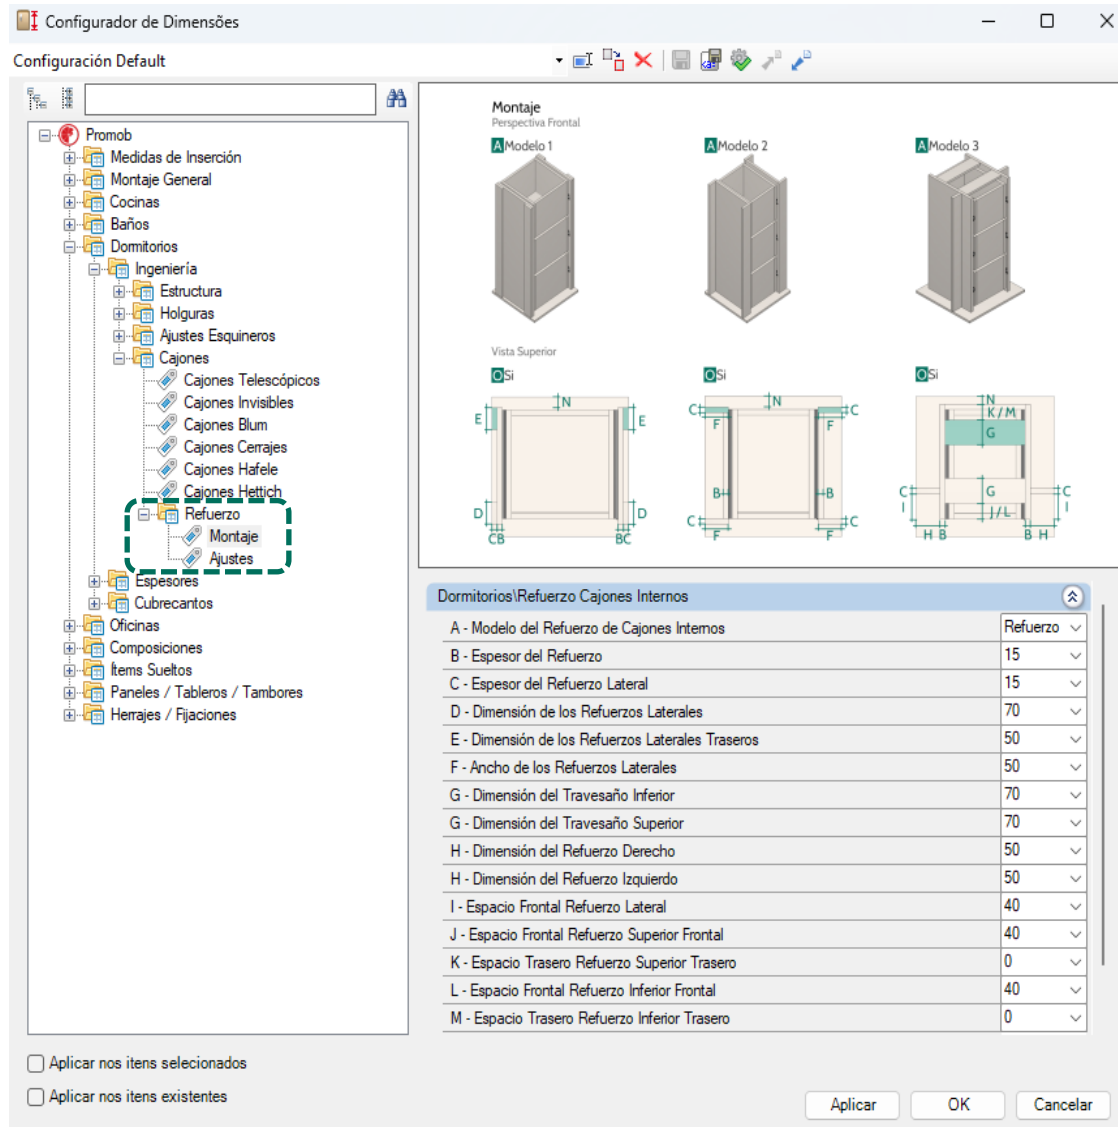 Configurador de Dimensões
Configuración Default
Promob
Medidas de Inserción
Montaje General
Cocinas
Baños
Dormitorios
Ingeniería
Estructura
Holguras
Ajustes Esquineros
Cajones
Cajones Telescópicos
Cajones Invisibles
Cajones Blum
Cajones Cerrajes
Cajones Hafele
Cajones Hettich
Refuerzo
Montaje
Ajustes
Espesores
Cubrecantos
Oficinas
Composiciones
Ítems Sueltos
Paneles / Tableros / Tambores
Herrajes / Fijaciones
Montaje
Perspectiva Frontal
A Modelo 1 A Modelo 2 A Modelo 3
Vista Superior
O Si O Si O Si
N
E E
D D
CB BC
N
C C
F F
B B
C C
F F
N
K/M
G
C G C
I J/L I
H B B H
Dormitorios\Refuerzo Cajones Internos
A - Modelo del Refuerzo de Cajones Internos Refuerzo
B - Espesor del Refuerzo 15
C - Espesor del Refuerzo Lateral 15
D - Dimensión de los Refuerzos Laterales 70
E - Dimensión de los Refuerzos Laterales Traseros 50
F - Ancho de los Refuerzos Laterales 50
G - Dimensión del Travesaño Inferior 70
G - Dimensión del Travesaño Superior 70
H - Dimensión del Refuerzo Derecho 50
H - Dimensión del Refuerzo Izquierdo 50
I - Espacio Frontal Refuerzo Lateral 40
J - Espacio Frontal Refuerzo Superior Frontal 40
K - Espacio Trasero Refuerzo Superior Trasero 0
L - Espacio Frontal Refuerzo Inferior Frontal 40
M - Espacio Trasero Refuerzo Inferior Trasero 0
Aplicar nos itens selecionados
Aplicar nos itens existentes
Aplicar OK Cancelar